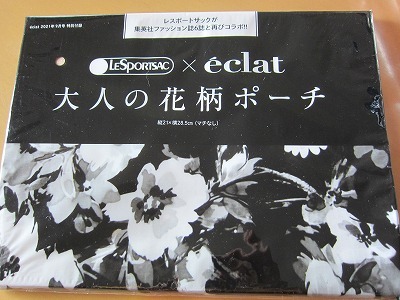 éclat 2021年9月号 特別付録
レスポートサックが
集英社ファッション誌6誌と再びコラボ!!
LESPORTSAC × éclat
大人の花柄ポーチ
縦21×横28.5cm（マチなし）